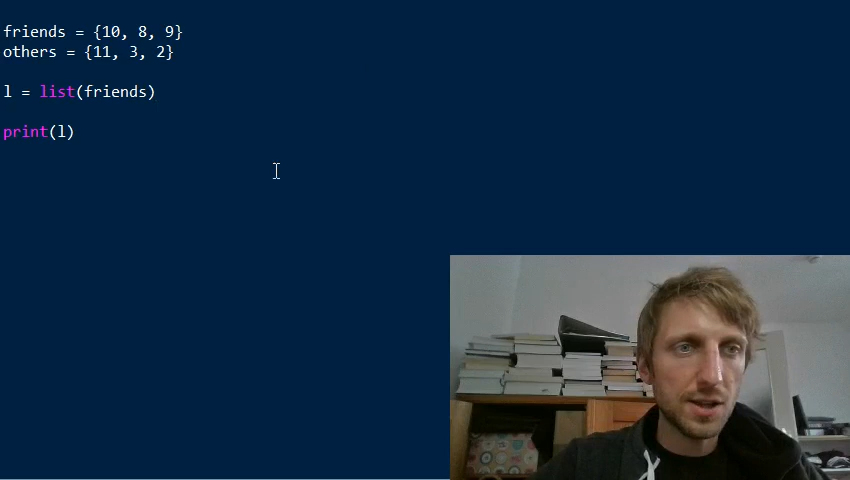 friends = {10, 8, 9}
others = {11, 3, 2}
l = list(friends)
print(l)